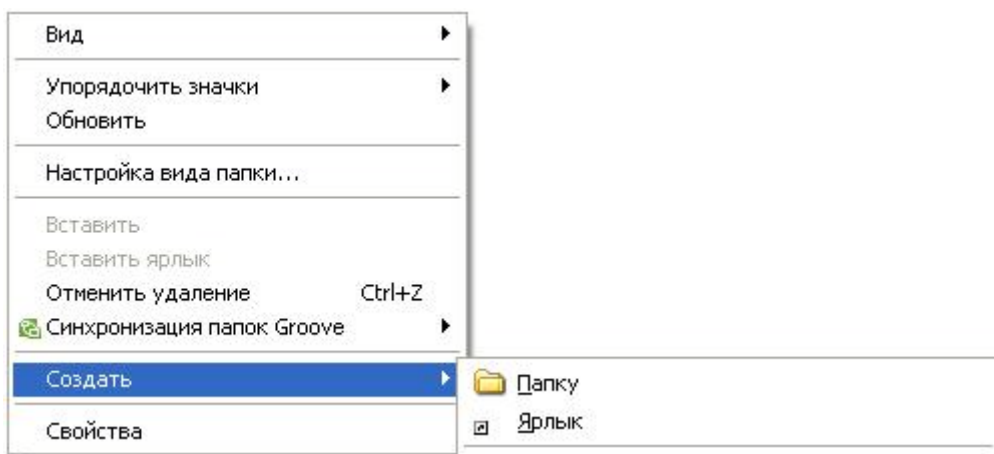 Вид
Упорядочить значки
Обновить
Настройка вида папки...
Вставить
Вставить ярлык
Отменить удаление Ctrl+Z
Синхронизация папок Groove
Создать
Папку
Ярлык
Свойства